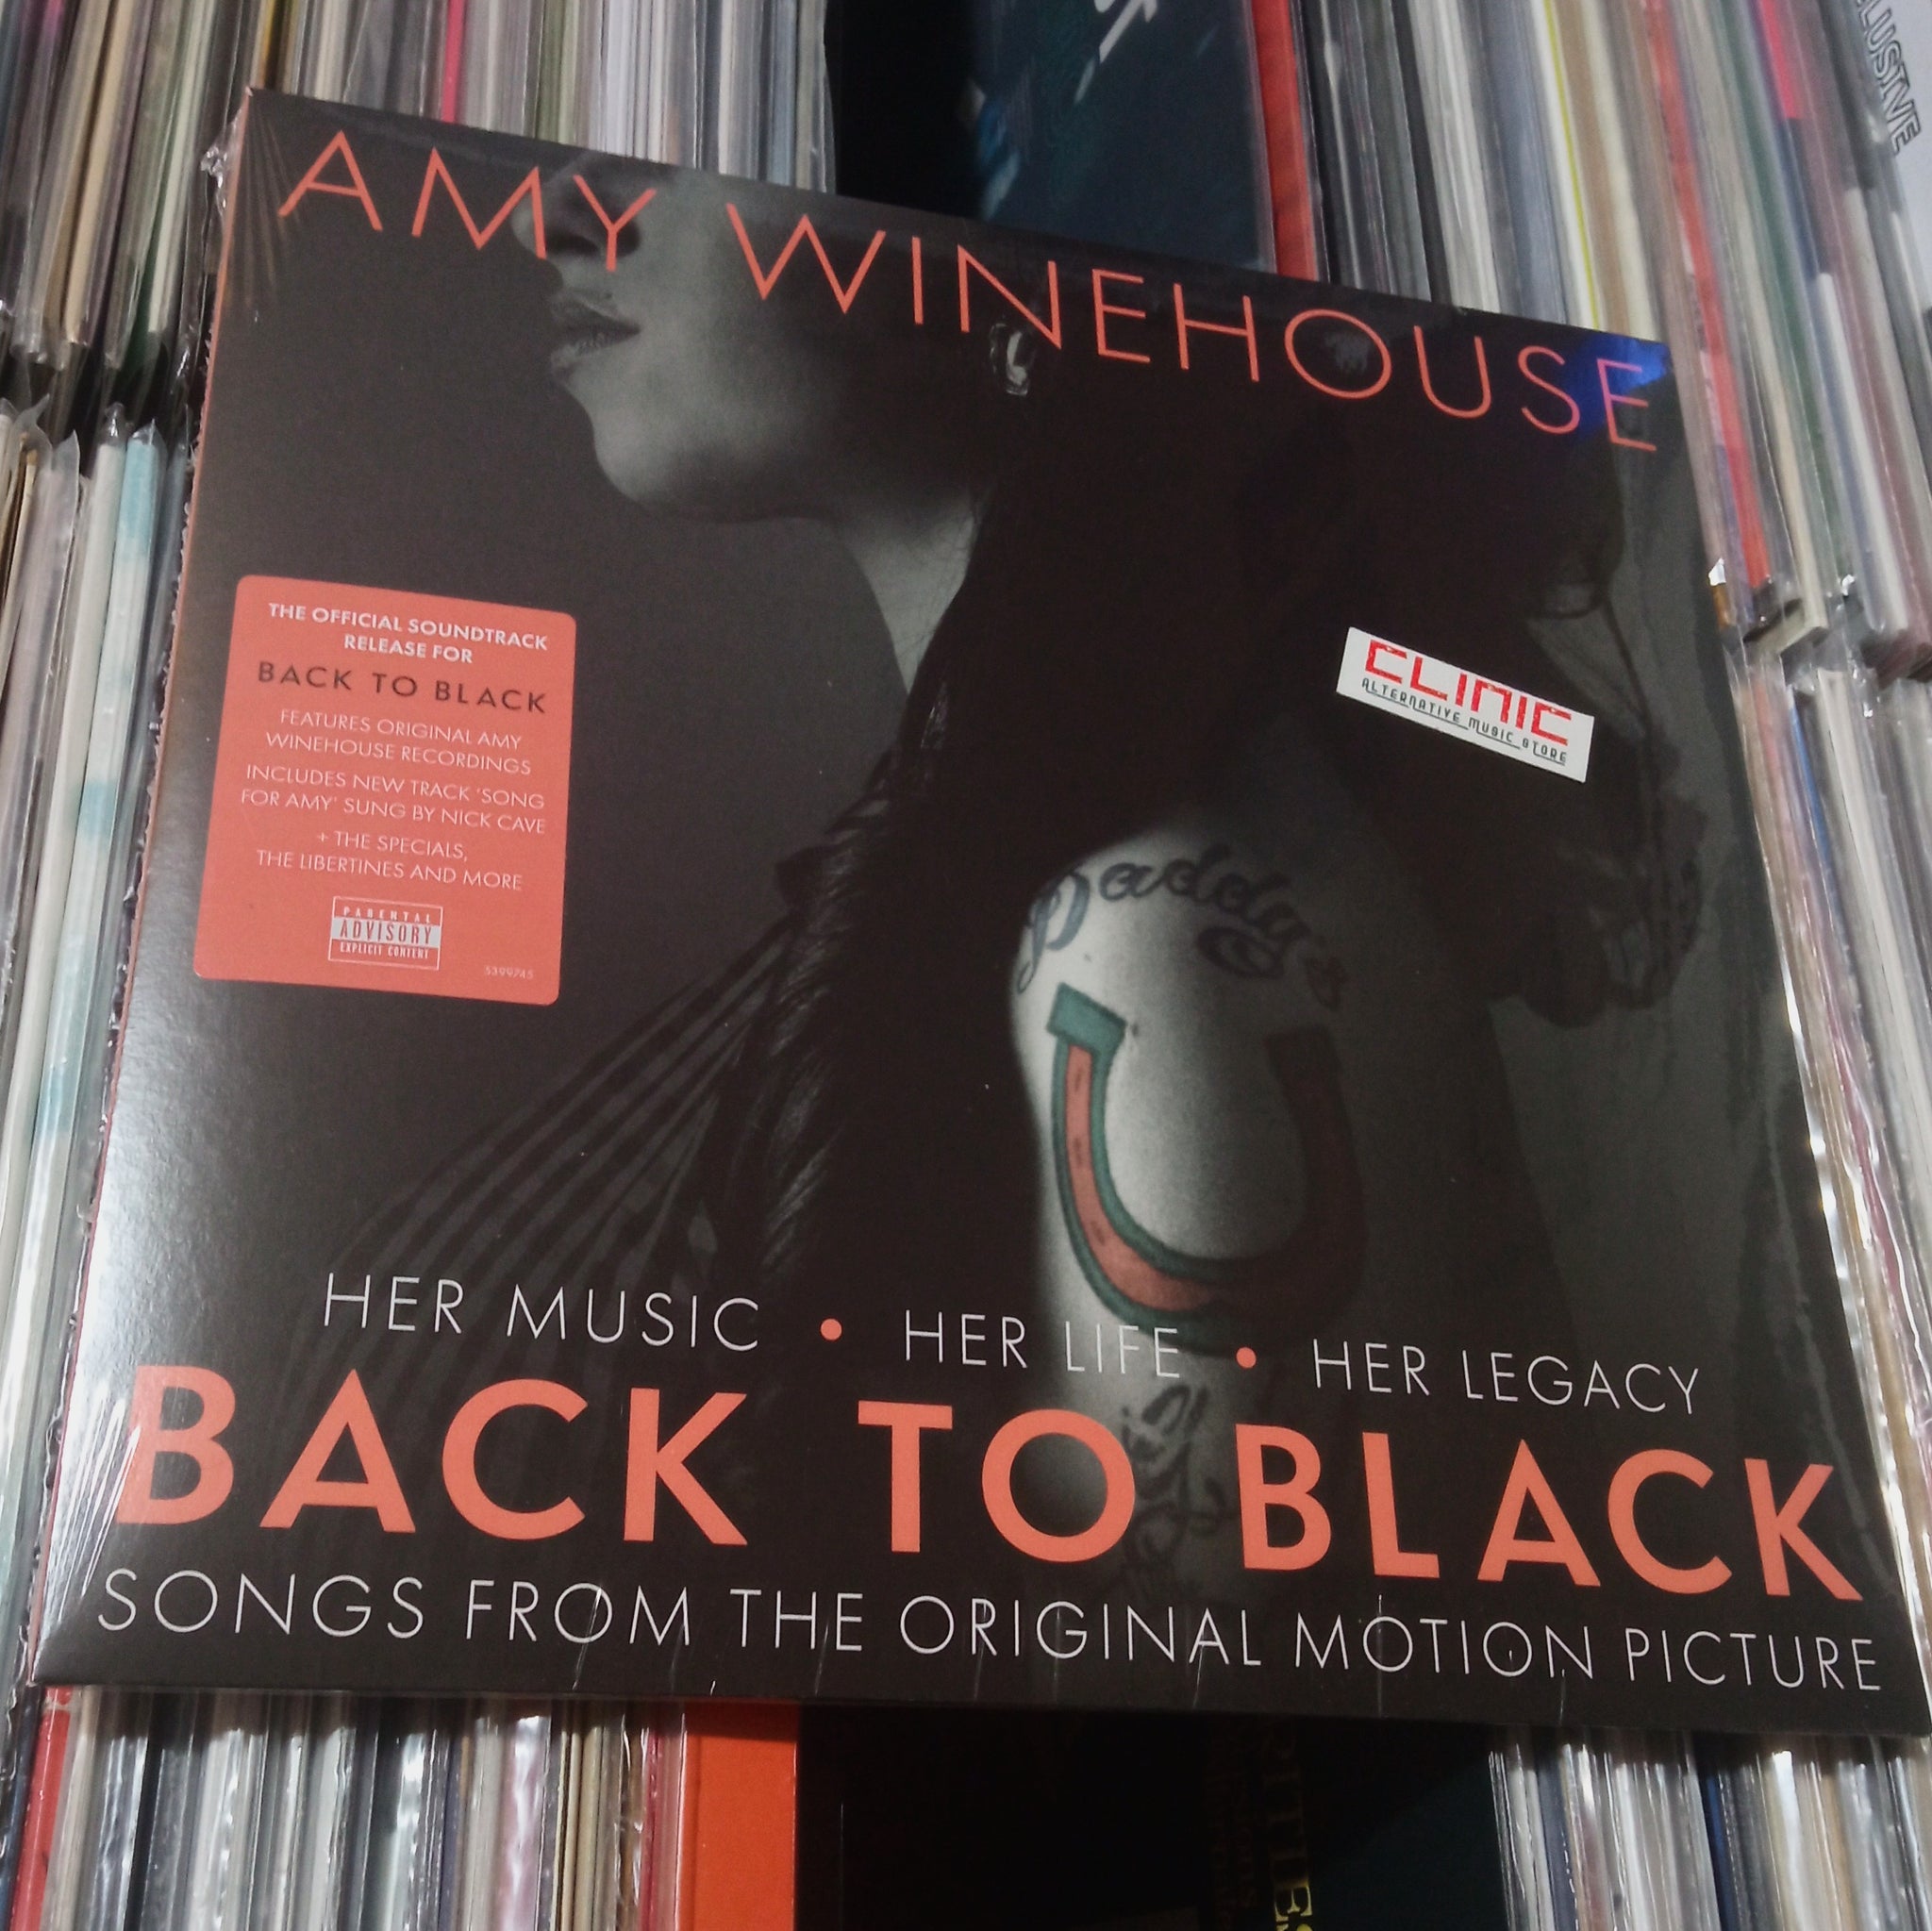 LUSIVE
AMY WINEHOUSE
THE OFFICIAL SOUNDTRACK
RELEASE FOR
BACK TO BLACK
FEATURES ORIGINAL AMY
WINEHOUSE RECORDINGS
INCLUDES NEW TRACK 'SONG
FOR AMY' SUNG BY NICK CAVE
+ THE SPECIALS,
THE LIBERTINES AND MORE
PARENTAL
ADVISORY
EXPLICIT CONTENT
5399745
CLINIC
ALTERNATIVE MUSIC STORE
Daddy's
HER MUSIC • HER LIFE • HER LEGACY
BACK TO BLACK
SONGS FROM THE ORIGINAL MOTION PICTURE